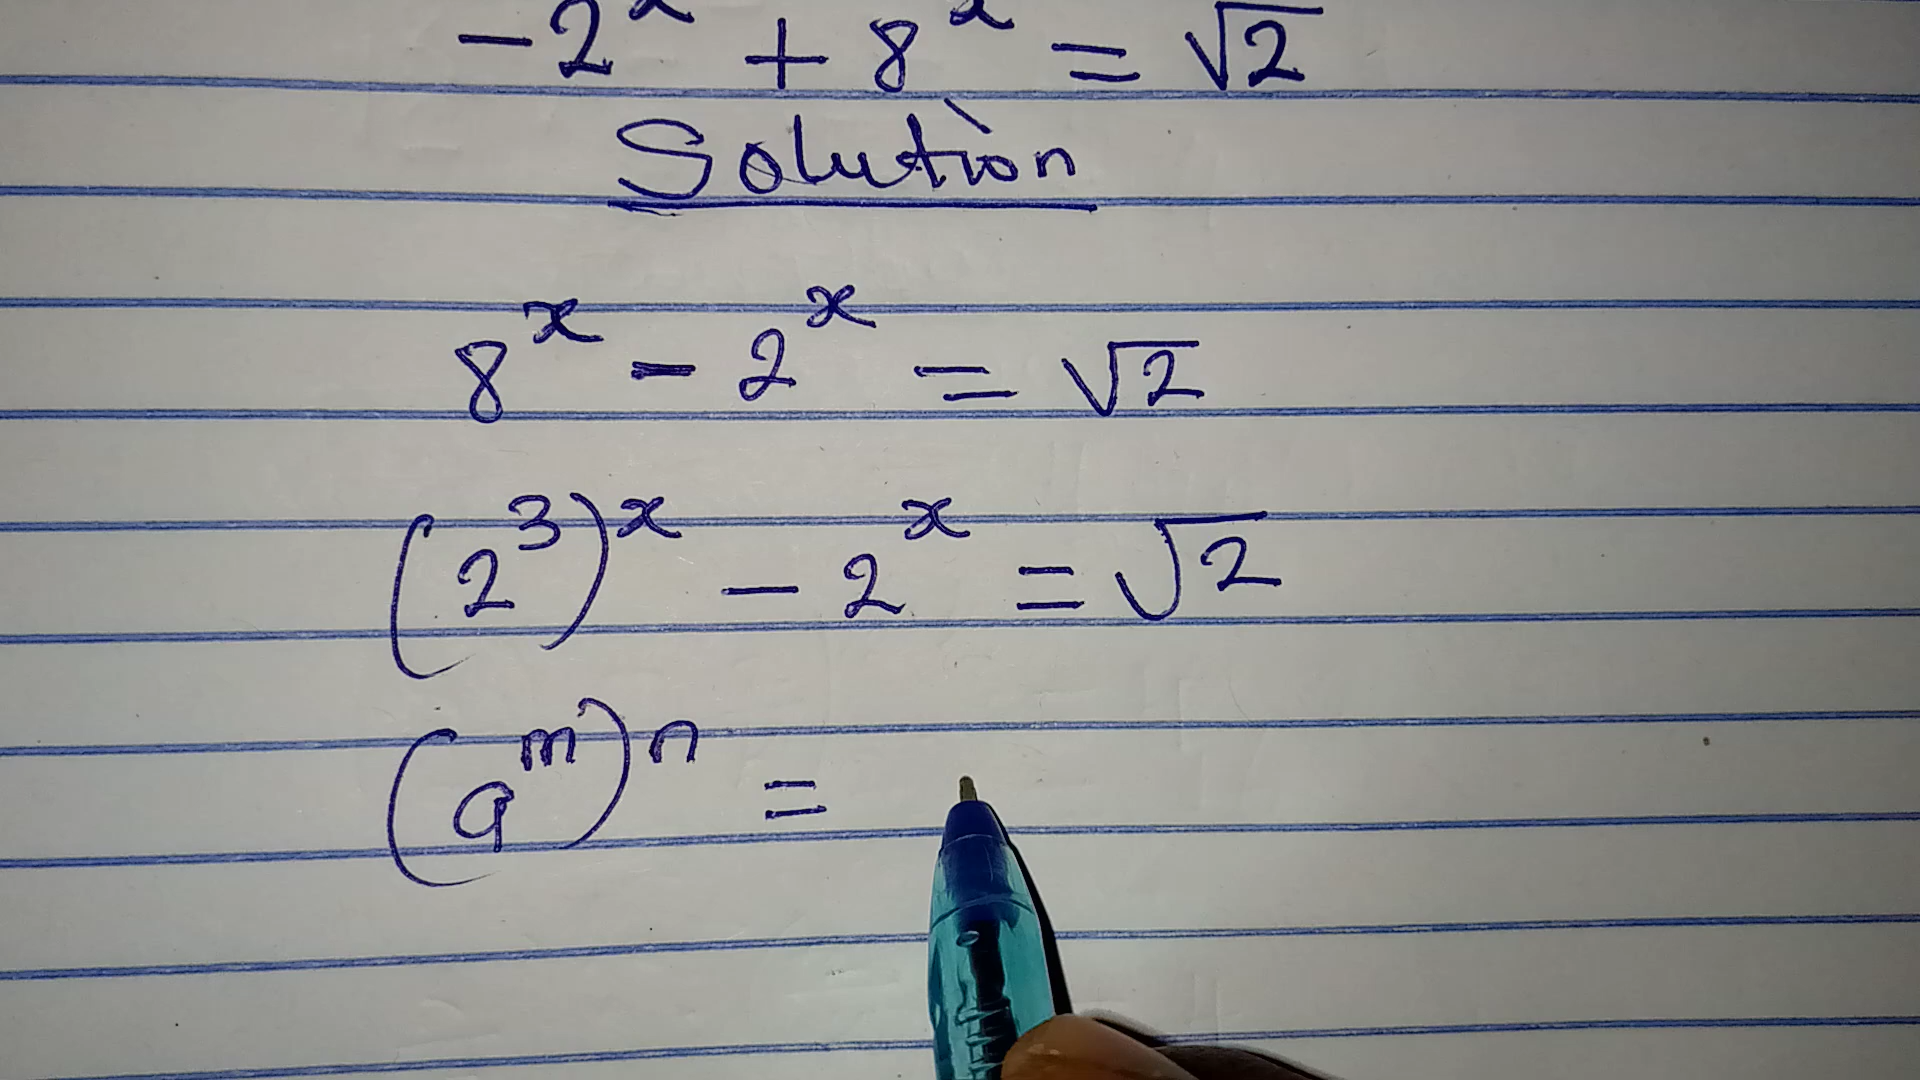 -2^x + 8^x = √2
Solution
8^x - 2^x = √2
(2^3)^x - 2^x = √2
(a^m)^n =